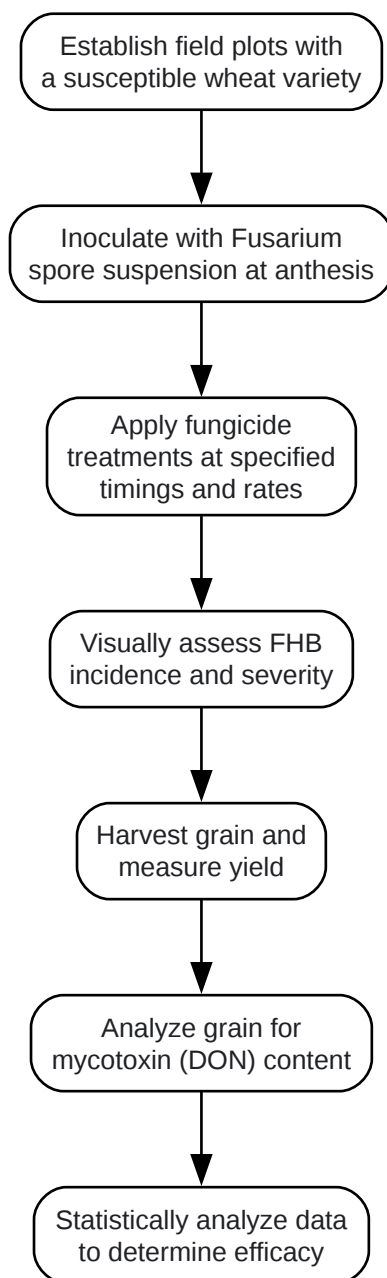 Establish field plots with
a susceptible wheat variety
Inoculate with Fusarium
spore suspension at anthesis
Apply fungicide
treatments at specified
timings and rates
Visually assess FHB
incidence and severity
Harvest grain and
measure yield
Analyze grain for
mycotoxin (DON) content
Statistically analyze data
to determine efficacy